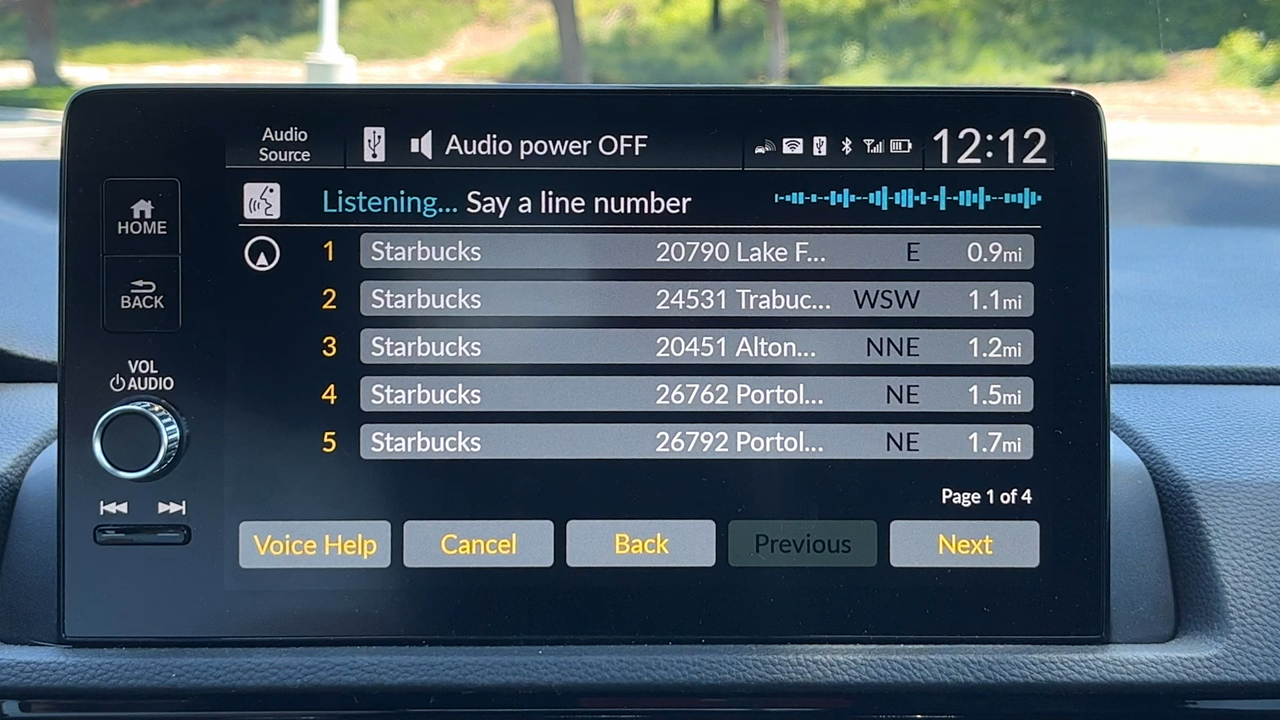 Audio Source
Audio power OFF
12:12
HOME
Listening... Say a line number
1 Starbucks 20790 Lake F... E 0.9mi
BACK
2 Starbucks 24531 Trabuc... WSW 1.1mi
3 Starbucks 20451 Alton... NNE 1.2mi
VOL
AUDIO
4 Starbucks 26762 Portol... NE 1.5mi
5 Starbucks 26792 Portol... NE 1.7mi
Page 1 of 4
Voice Help Cancel Back Previous Next